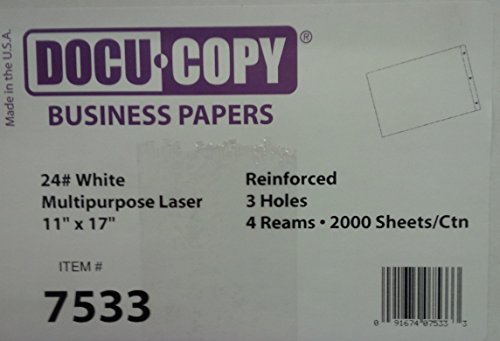 Made in the U.S.A.
DOCU•COPY®
BUSINESS PAPERS
24# White
Multipurpose Laser
11" x 17"
Reinforced
3 Holes
4 Reams • 2000 Sheets/Ctn
ITEM #
7533
0 91674 07533 3